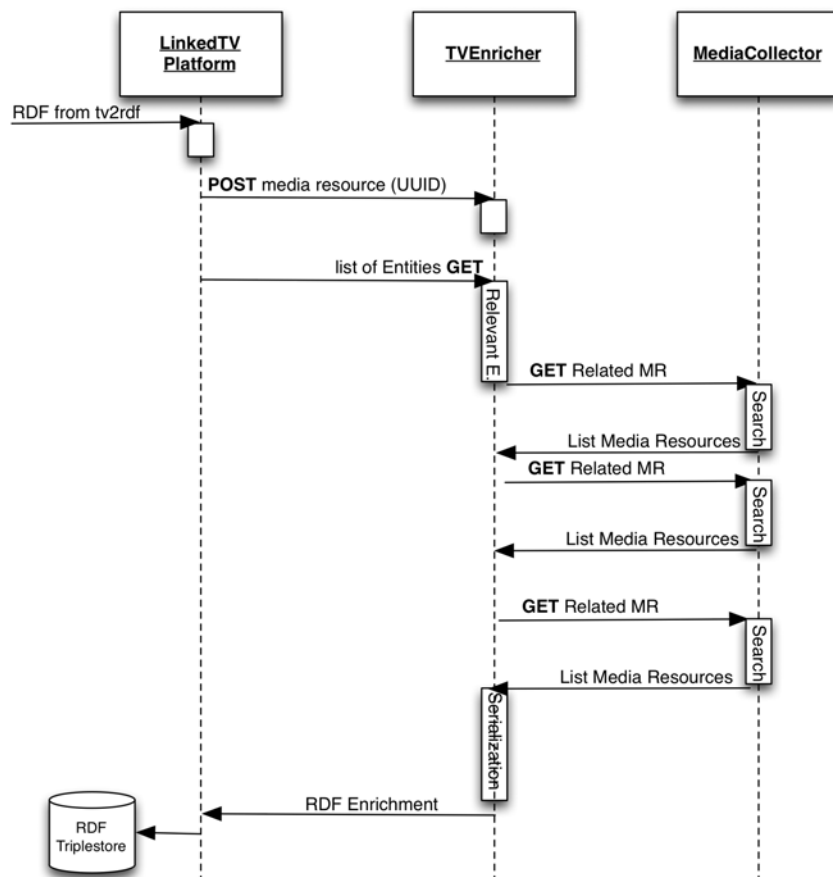 LinkedTV
Platform
TVEnricher
MediaCollector
RDF from tv2rdf
POST media resource (UUID)
list of Entities GET
Relevant E.
GET Related MR
Search
List Media Resources
GET Related MR
Search
List Media Resources
GET Related MR
Search
List Media Resources
Serialization
RDF Enrichment
RDF
Triplestore